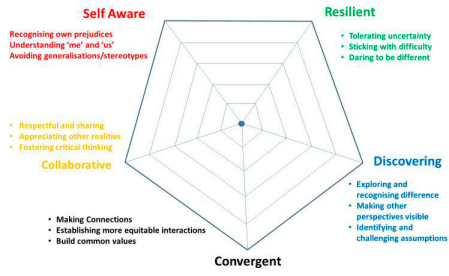 Self Aware
Recognising own prejudices
Understanding 'me' and 'us'
Avoiding generalisations/stereotypes
Resilient
• Tolerating uncertainty
• Sticking with difficulty
• Daring to be different
• Respectful and sharing
• Appreciating other realities
• Fostering critical thinking
Collaborative
Discovering
• Exploring and
recognising difference
• Making other
perspectives visible
• Identifying and
challenging assumptions
• Making Connections
• Establishing more equitable interactions
• Build common values
Convergent